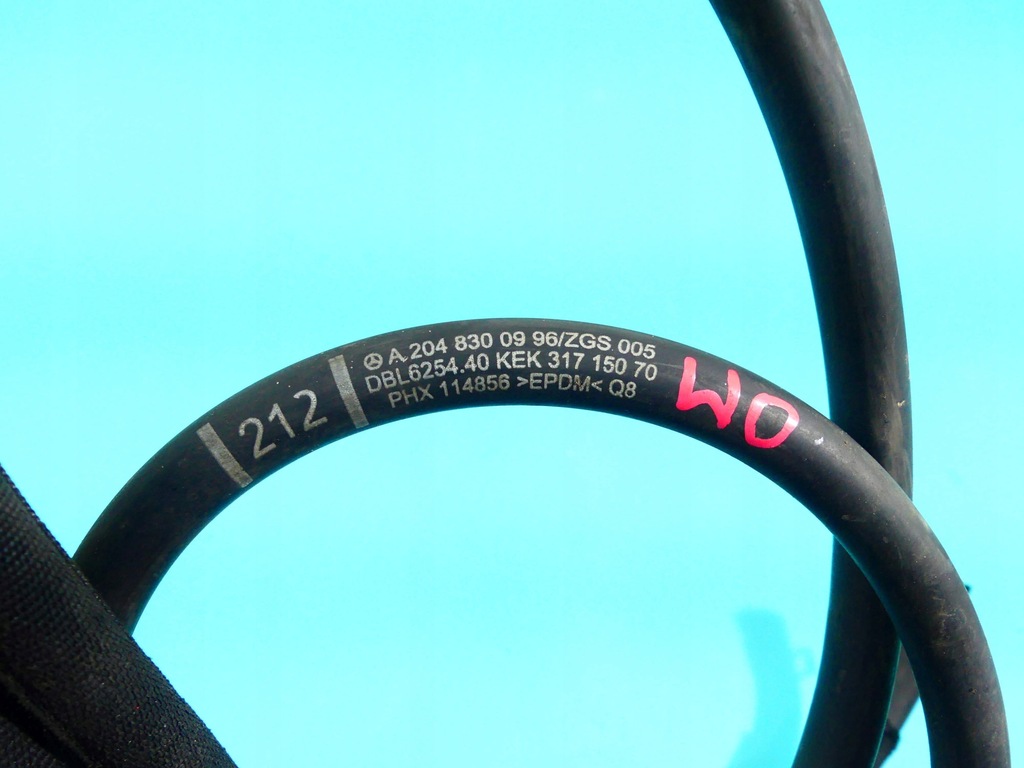 212
A 204 830 09 96/ZGS 005
DBL6254.40 KEK 317 150 70
PHX 114856 >EPDM< Q8
WO